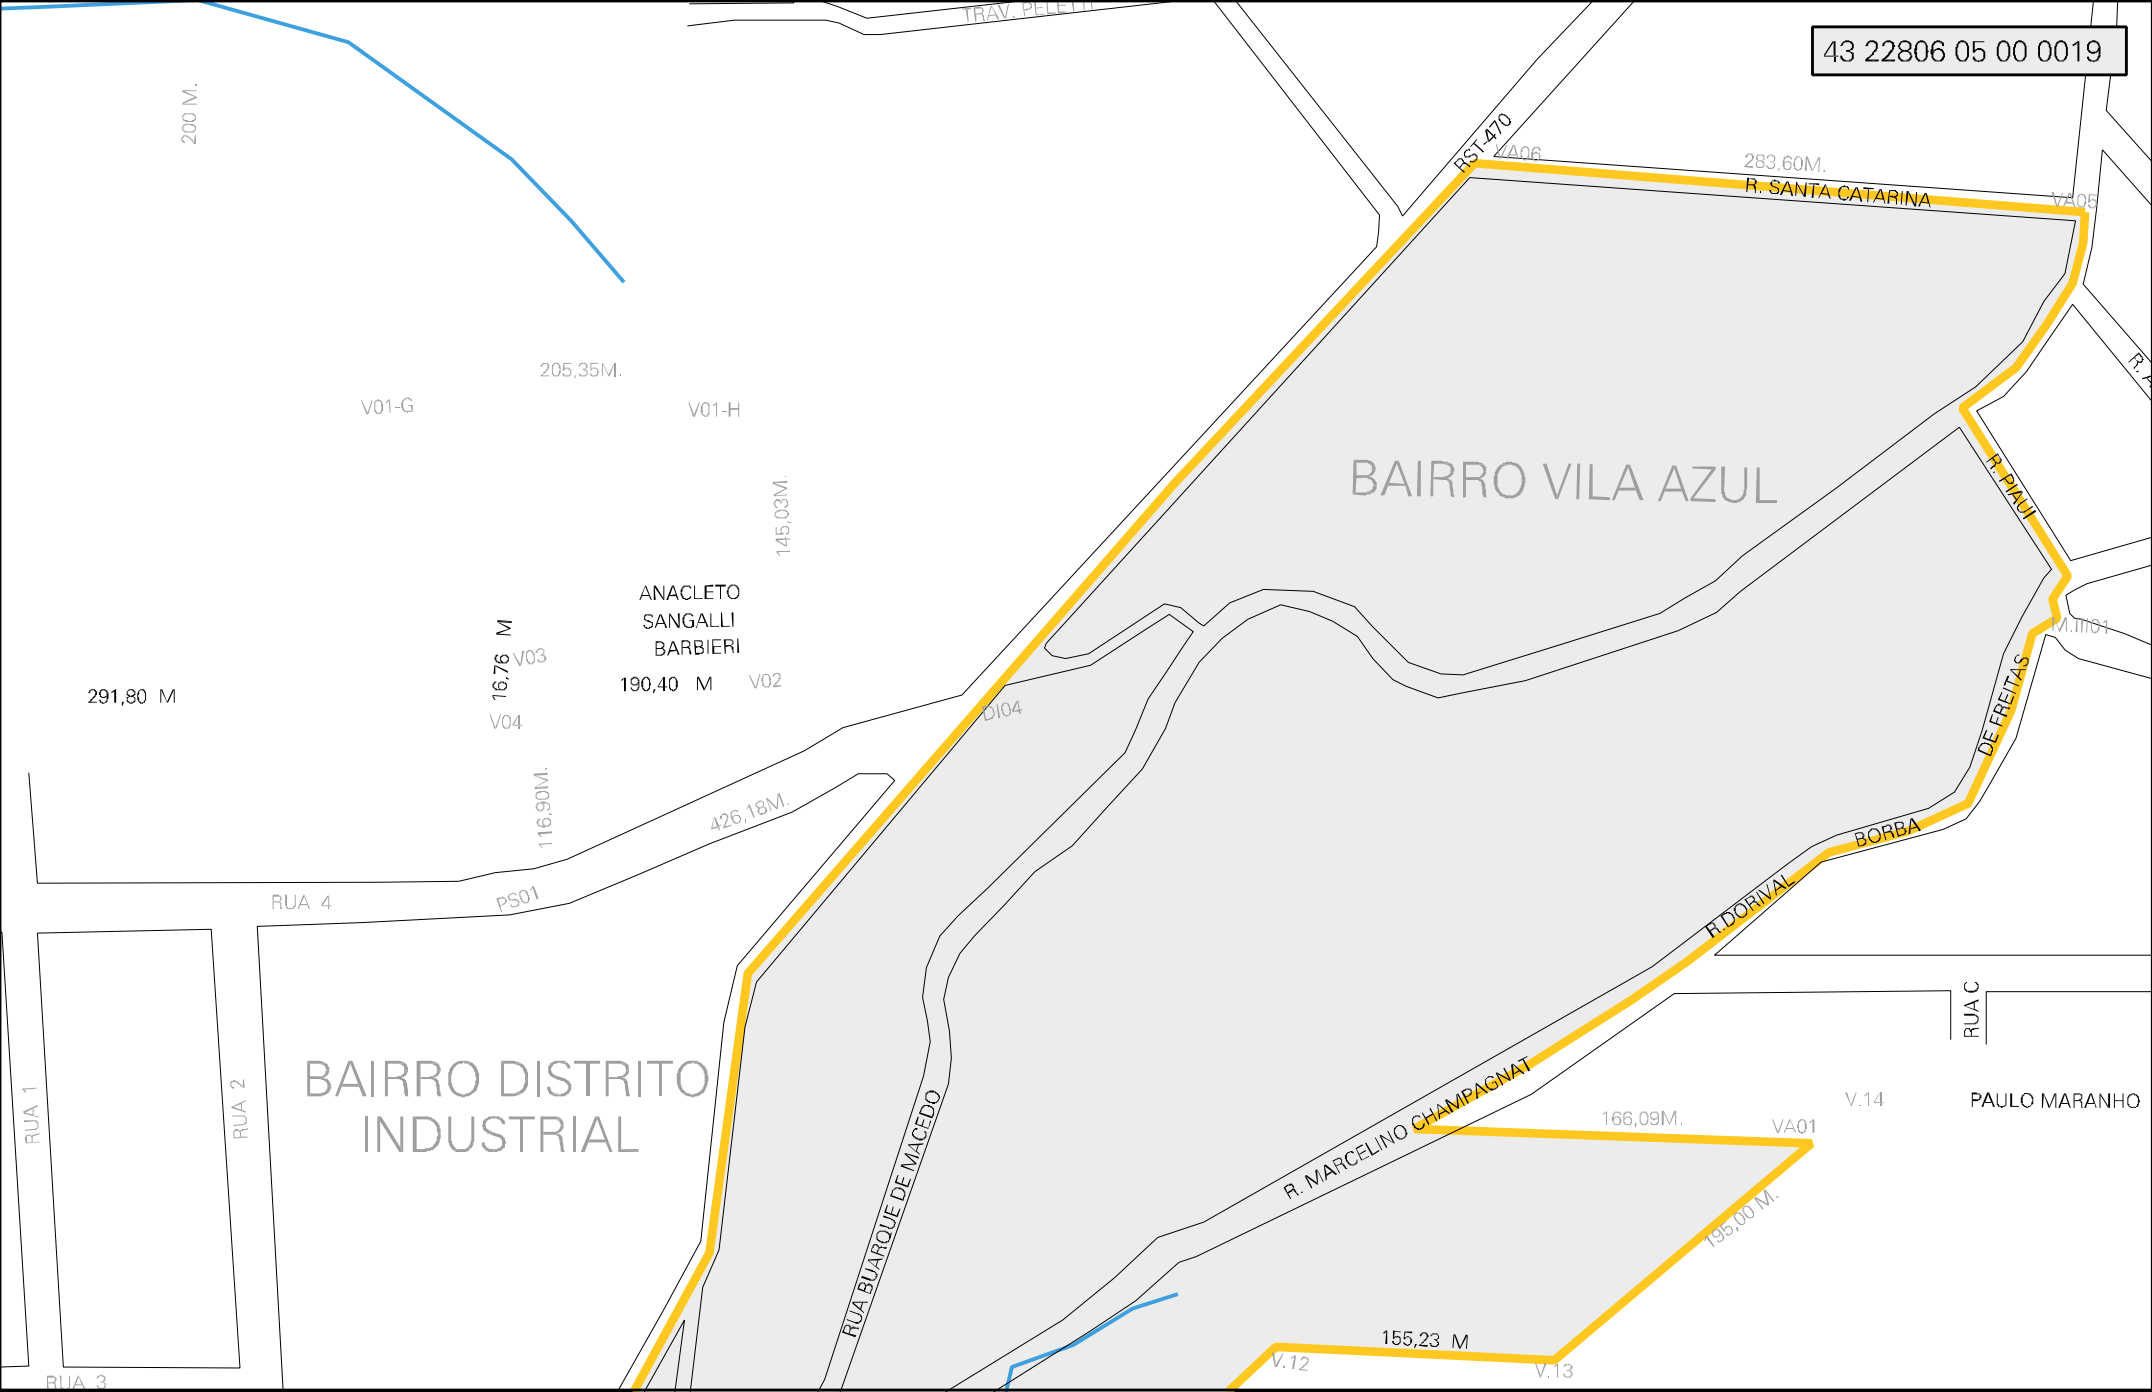 TRAV. PELETTI
43 22806 05 00 0019
200 M.
RST-470
VA06
283,60M.
R. SANTA CATARINA
VA05
205,35M.
V01-G
V01-H
R. A
BAIRRO VILA AZUL
R. PIAUI
145,03M.
ANACLETO
SANGALLI
BARBIERI
16,76 M
V03
190,40 M
V02
291,80 M
V04
DI04
M.III01
DE FREITAS
116,90M.
426,18M.
BORBA
R.DORIVAL
RUA 4
PS01
RUA C
BAIRRO DISTRITO
INDUSTRIAL
RUA 1
RUA 2
RUA BUARQUE DE MACEDO
R. MARCELINO CHAMPAGNAT
166,09M.
VA01
V.14
PAULO MARANHO
195,00 M.
155,23 M
V.12
V.13
RUA 3